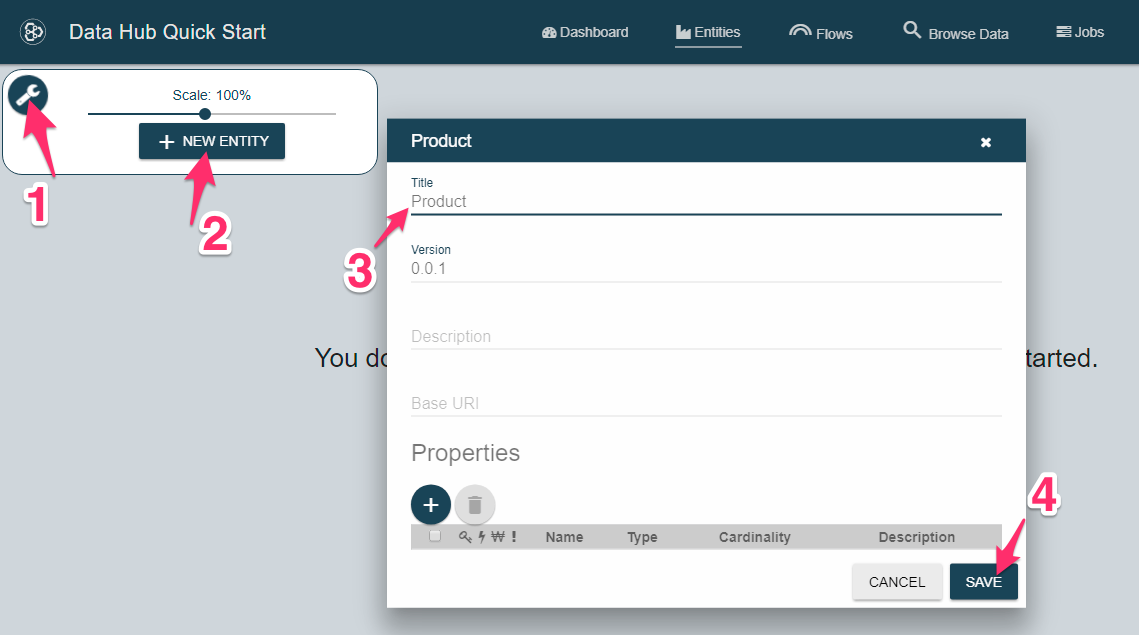 Data Hub Quick Start
Dashboard
Entities
Flows
Browse Data
Jobs
Scale: 100%
+ NEW ENTITY
1
2
Product
Title
Product
3
Version
0.0.1
Description
You do
tarted.
Base URI
Properties
Name Type Cardinality Description
4
CANCEL SAVE